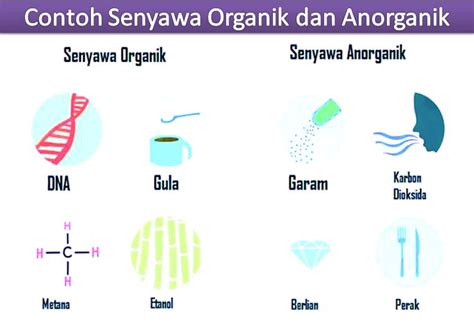 Contoh Senyawa Organik dan Anorganik
Senyawa Organik
Senyawa Anorganik
DNA
Gula
Garam
Karbon
Dioksida
H
H-C-H
H
Metana
Etanol
Berlian
Perak